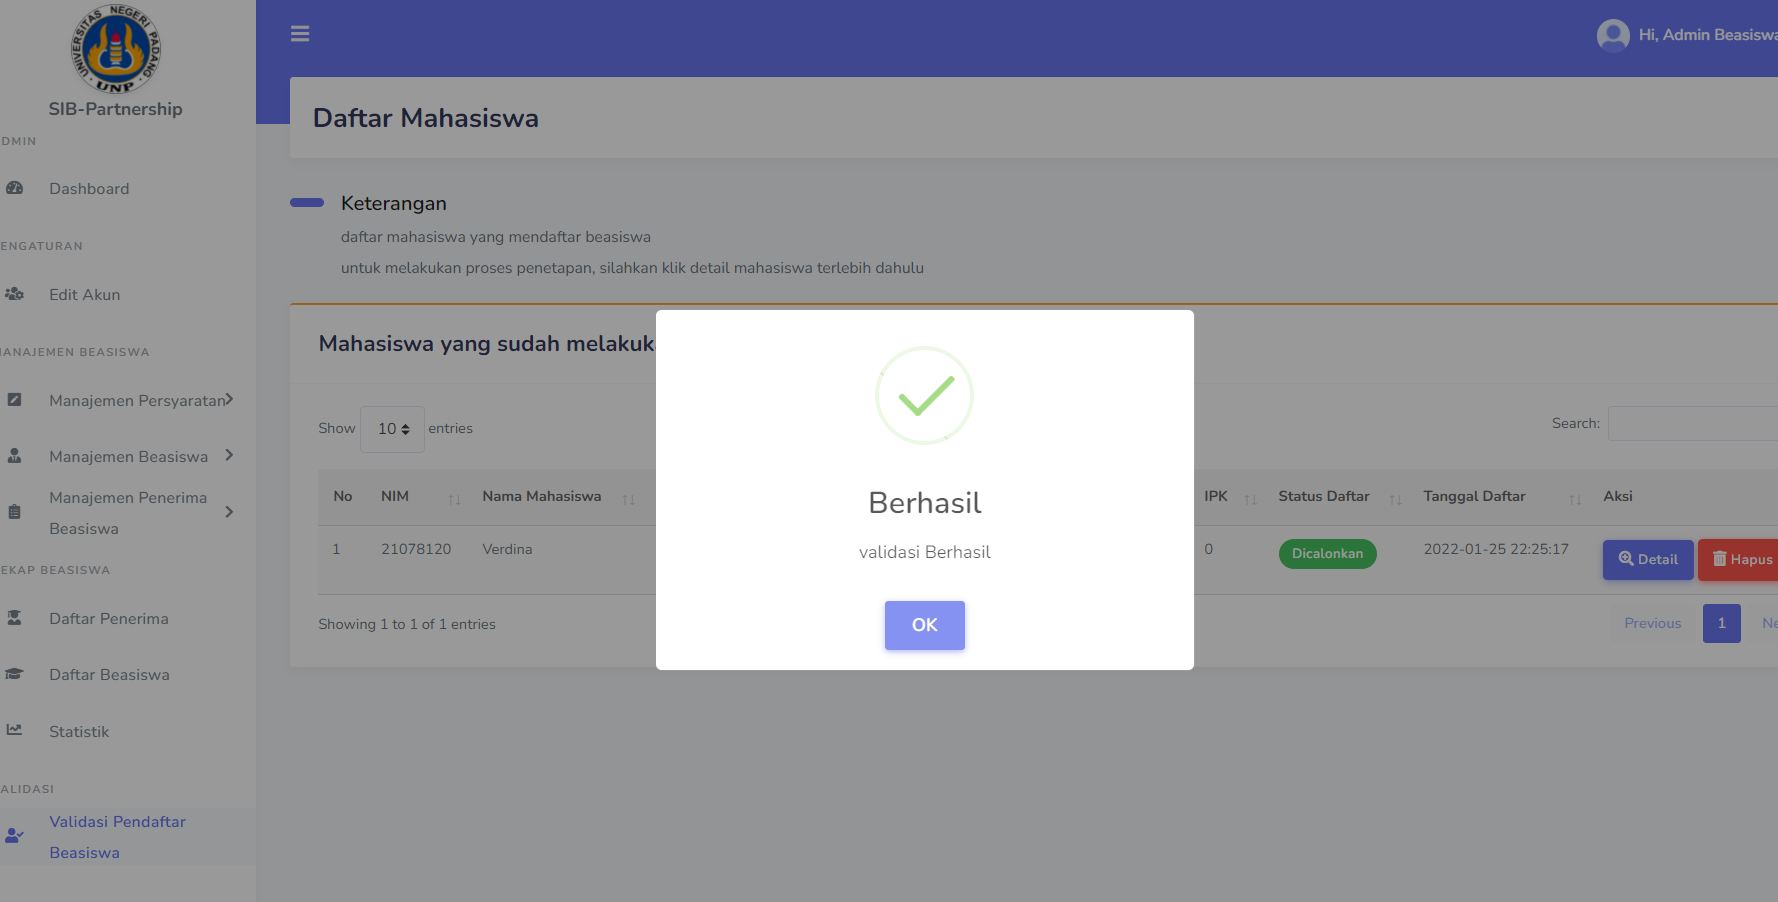 UNIVERSITAS NEGERI PADANG
UNP
SIB-Partnership
DMIN
Dashboard
ENGATURAN
Edit Akun
ANAJEMEN BEASISWA
Manajemen Persyaratan
Manajemen Beasiswa
Manajemen Penerima
Beasiswa
EKAP BEASISWA
Daftar Penerima
Daftar Beasiswa
Statistik
ALIDASI
Validasi Pendaftar
Beasiswa
Hi, Admin Beasiswa
Daftar Mahasiswa
Keterangan
daftar mahasiswa yang mendaftar beasiswa
untuk melakukan proses penetapan, silahkan klik detail mahasiswa terlebih dahulu
Mahasiswa yang sudah melakuk
Show 10 entries
Search:
No NIM Nama Mahasiswa IPK Status Daftar Tanggal Daftar Aksi
1 21078120 Verdina 0 Dicalonkan 2022-01-25 22:25:17 Detail Hapus
Showing 1 to 1 of 1 entries
Previous 1 Ne
Berhasil
validasi Berhasil
OK